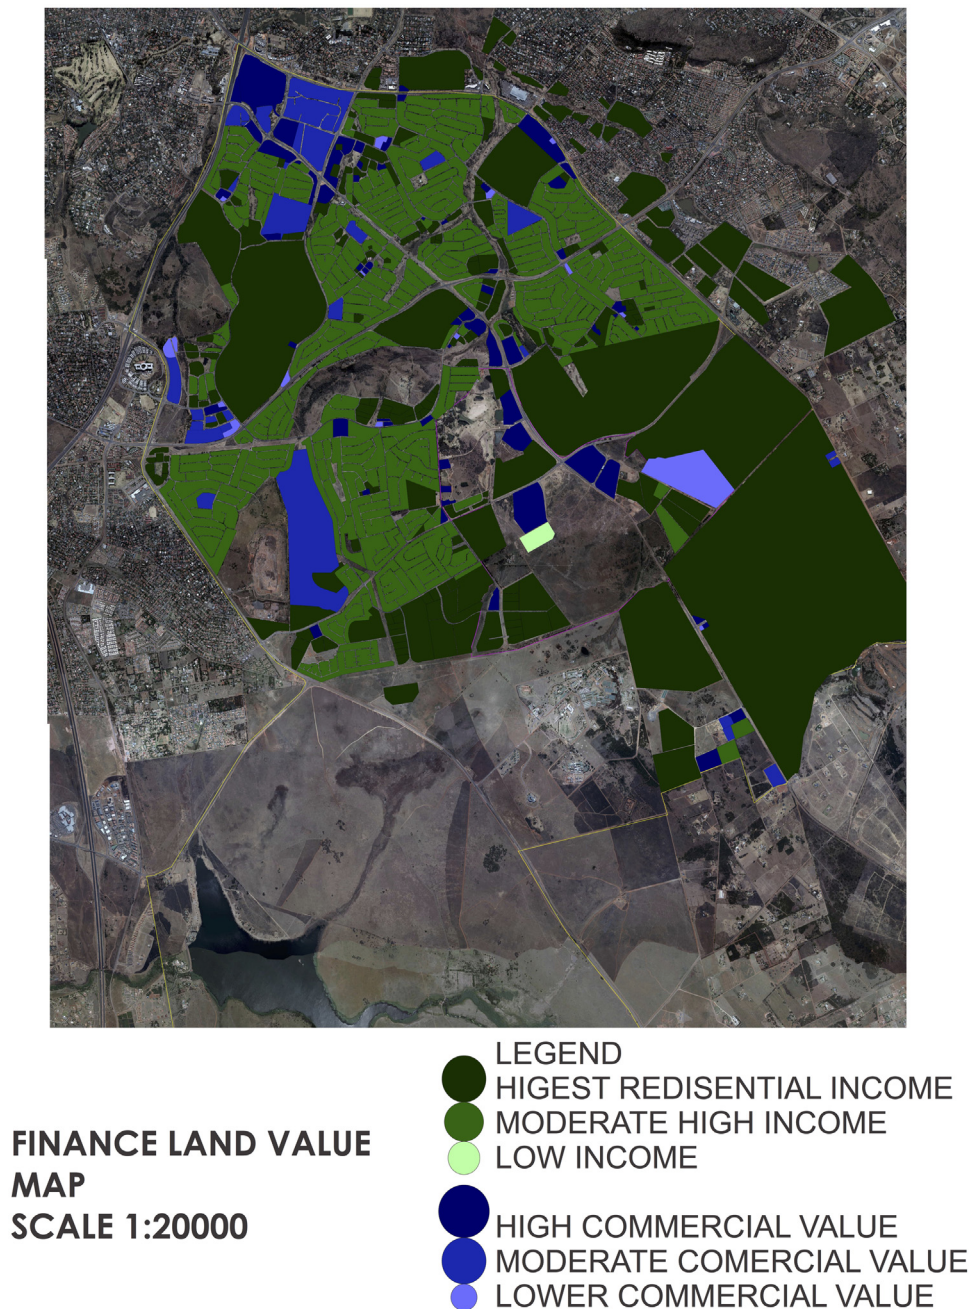 LEGEND
HIGEST REDISENTIAL INCOME
MODERATE HIGH INCOME
LOW INCOME
FINANCE LAND VALUE
MAP
SCALE 1:20000
HIGH COMMERCIAL VALUE
MODERATE COMERCIAL VALUE
LOWER COMMERCIAL VALUE